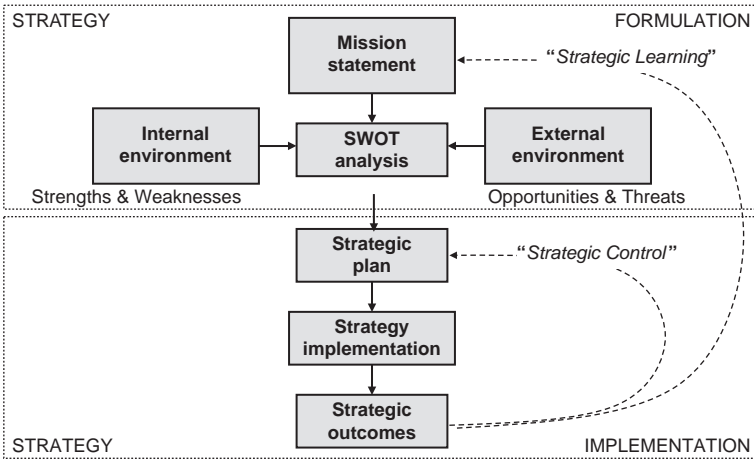 STRATEGY
FORMULATION
Mission
statement
“Strategic Learning”
Internal
environment
SWOT
analysis
External
environment
Strengths & Weaknesses
Opportunities & Threats
Strategic
plan
“Strategic Control”
Strategy
implementation
Strategic
outcomes
STRATEGY
IMPLEMENTATION